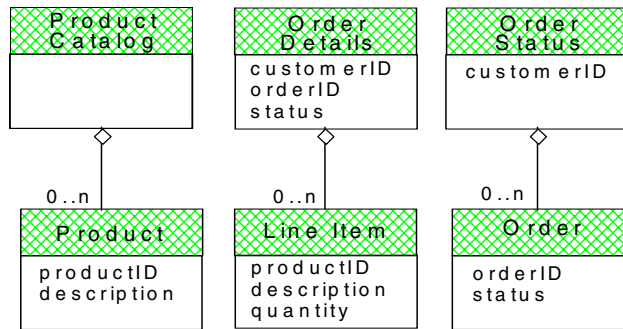 Product
Catalog
Order
Details
customerID
orderID
status
Order
Status
customerID
0..n
0..n
0..n
Product
productID
description
Line Item
productID
description
quantity
Order
orderID
status